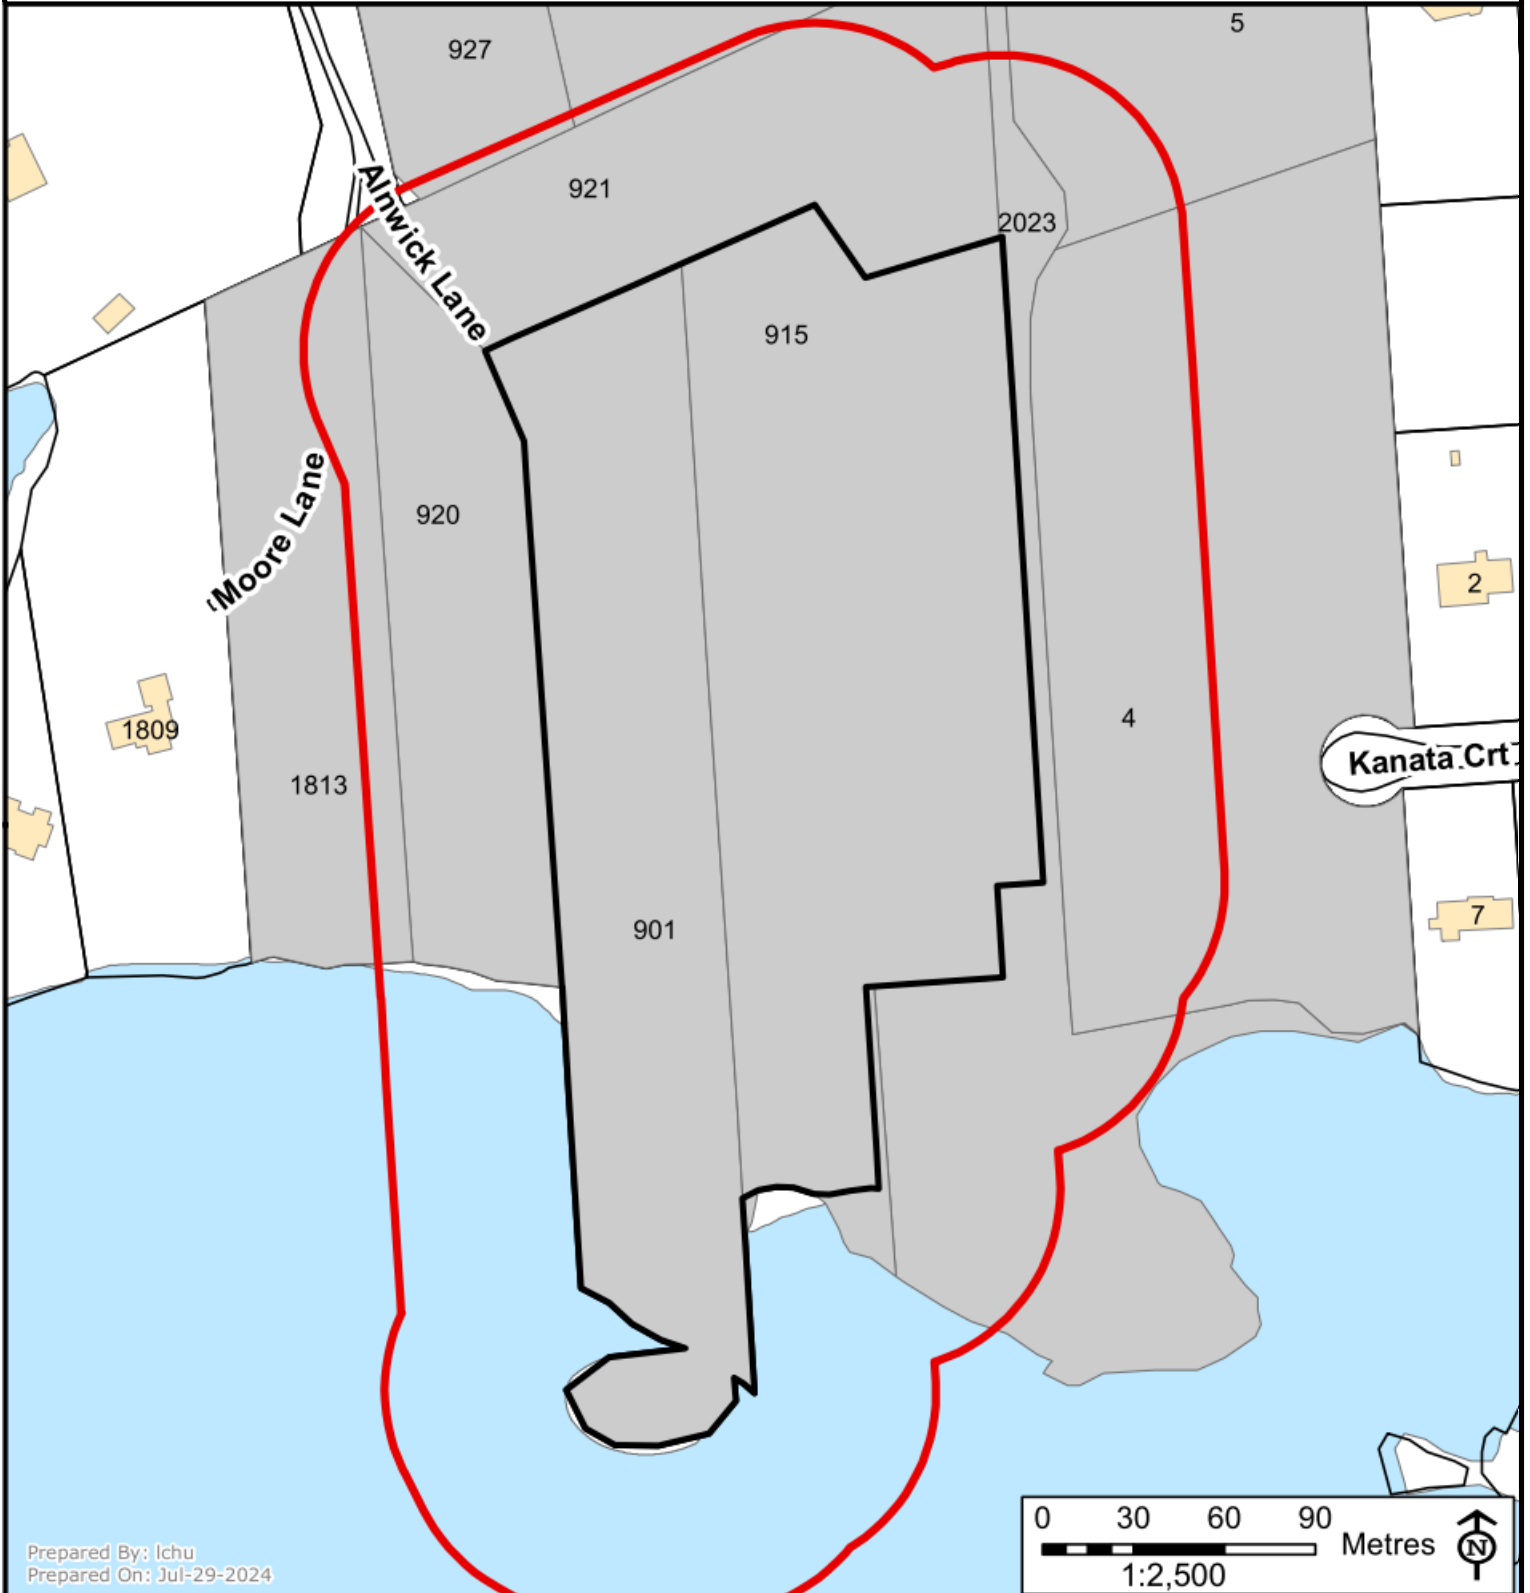 5
927
921
Alnwick Lane
2023
915
Moore Lane
920
2
4
1809
Kanata Crt
1813
7
901
0 30 60 90
Metres
N
1:2,500
Prepared By: lchu
Prepared On: Jul-29-2024